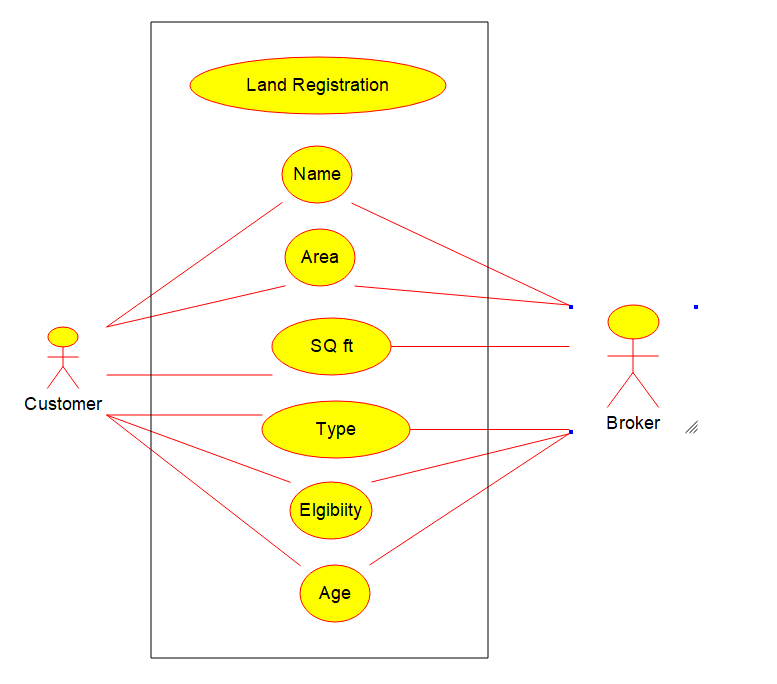 Land Registration
Name
Area
SQ ft
Customer
Broker
Type
Elgibiity
Age